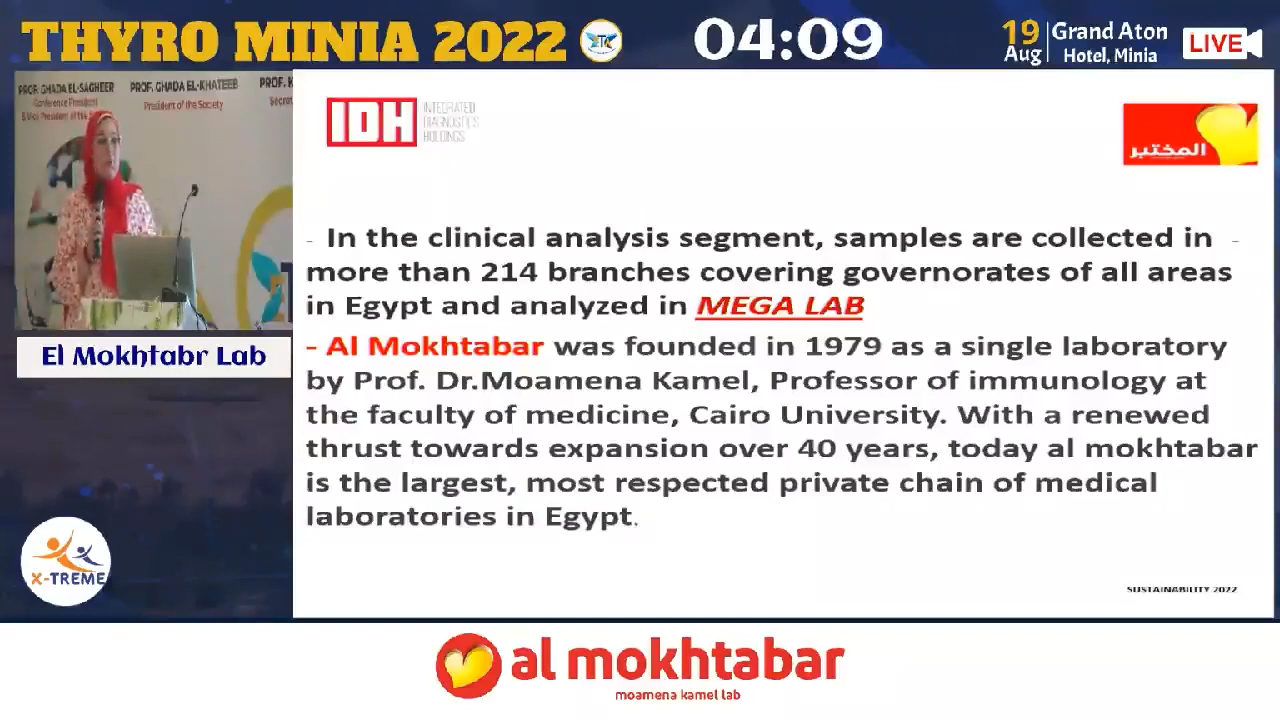 THYRO MINIA 2022
04:09
19 Aug
Grand Aton
Hotel, Minia
LIVE
PROF. GHADA EL-SAGHEER
Conference President
PROF. GHADA EL-KHATEEB
President of the Society
El Mokhtabr Lab
X-TREME
IDH
INTEGRATED
DIAGNOSTICS
HOLDINGS
المختبر
- In the clinical analysis segment, samples are collected in -
more than 214 branches covering governorates of all areas
in Egypt and analyzed in MEGA LAB
- Al Mokhtabar was founded in 1979 as a single laboratory
by Prof. Dr.Moamena Kamel, Professor of immunology at
the faculty of medicine, Cairo University. With a renewed
thrust towards expansion over 40 years, today al mokhtabar
is the largest, most respected private chain of medical
laboratories in Egypt.
SUSTAINABILITY 2022
al mokhtabar
moamena kamel lab